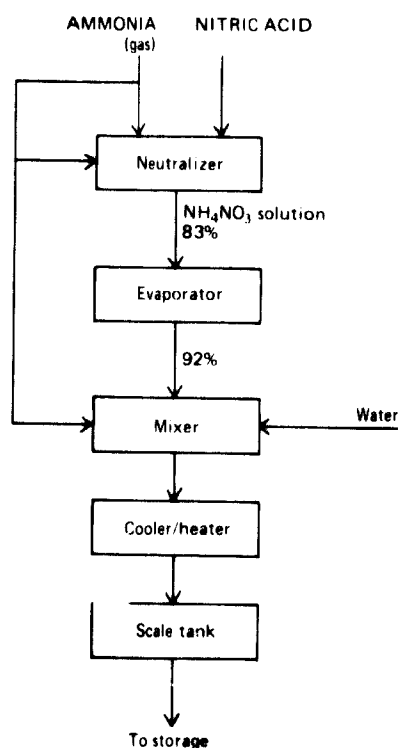 AMMONIA
(gas)
NITRIC ACID
Neutralizer
NH₄NO₃ solution
83%
Evaporator
92%
Water
Mixer
Cooler/heater
Scale tank
To storage